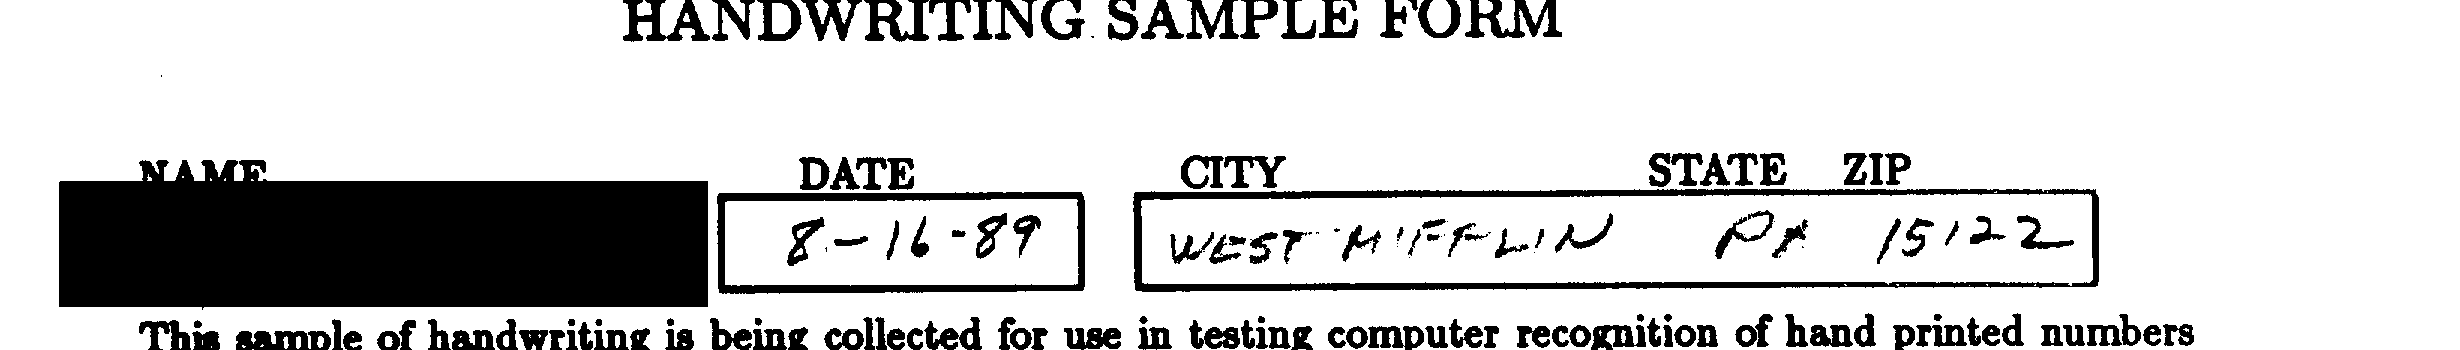 HANDWRITING SAMPLE FORM
NAME DATE CITY STATE ZIP
8-16-89 WEST MIFFLIN PA 15122
This sample of handwriting is being collected for use in testing computer recognition of hand printed numbers